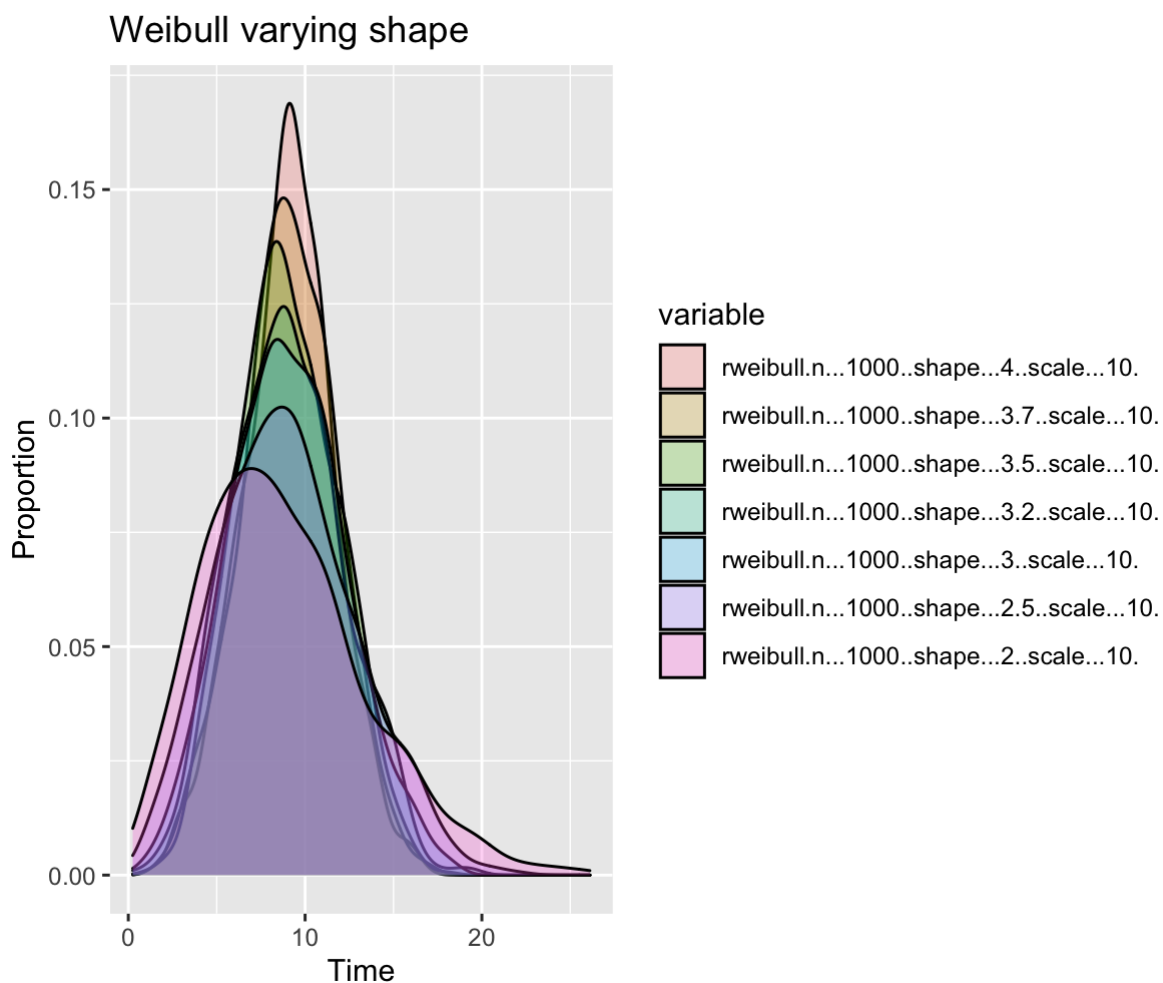 Weibull varying shape
0.15
0.10
0.05
0.00
Proportion
0
10
20
Time
variable
rweibull.n...1000..shape...4..scale...10.
rweibull.n...1000..shape...3.7..scale...10.
rweibull.n...1000..shape...3.5..scale...10.
rweibull.n...1000..shape...3.2..scale...10.
rweibull.n...1000..shape...3..scale...10.
rweibull.n...1000..shape...2.5..scale...10.
rweibull.n...1000..shape...2..scale...10.